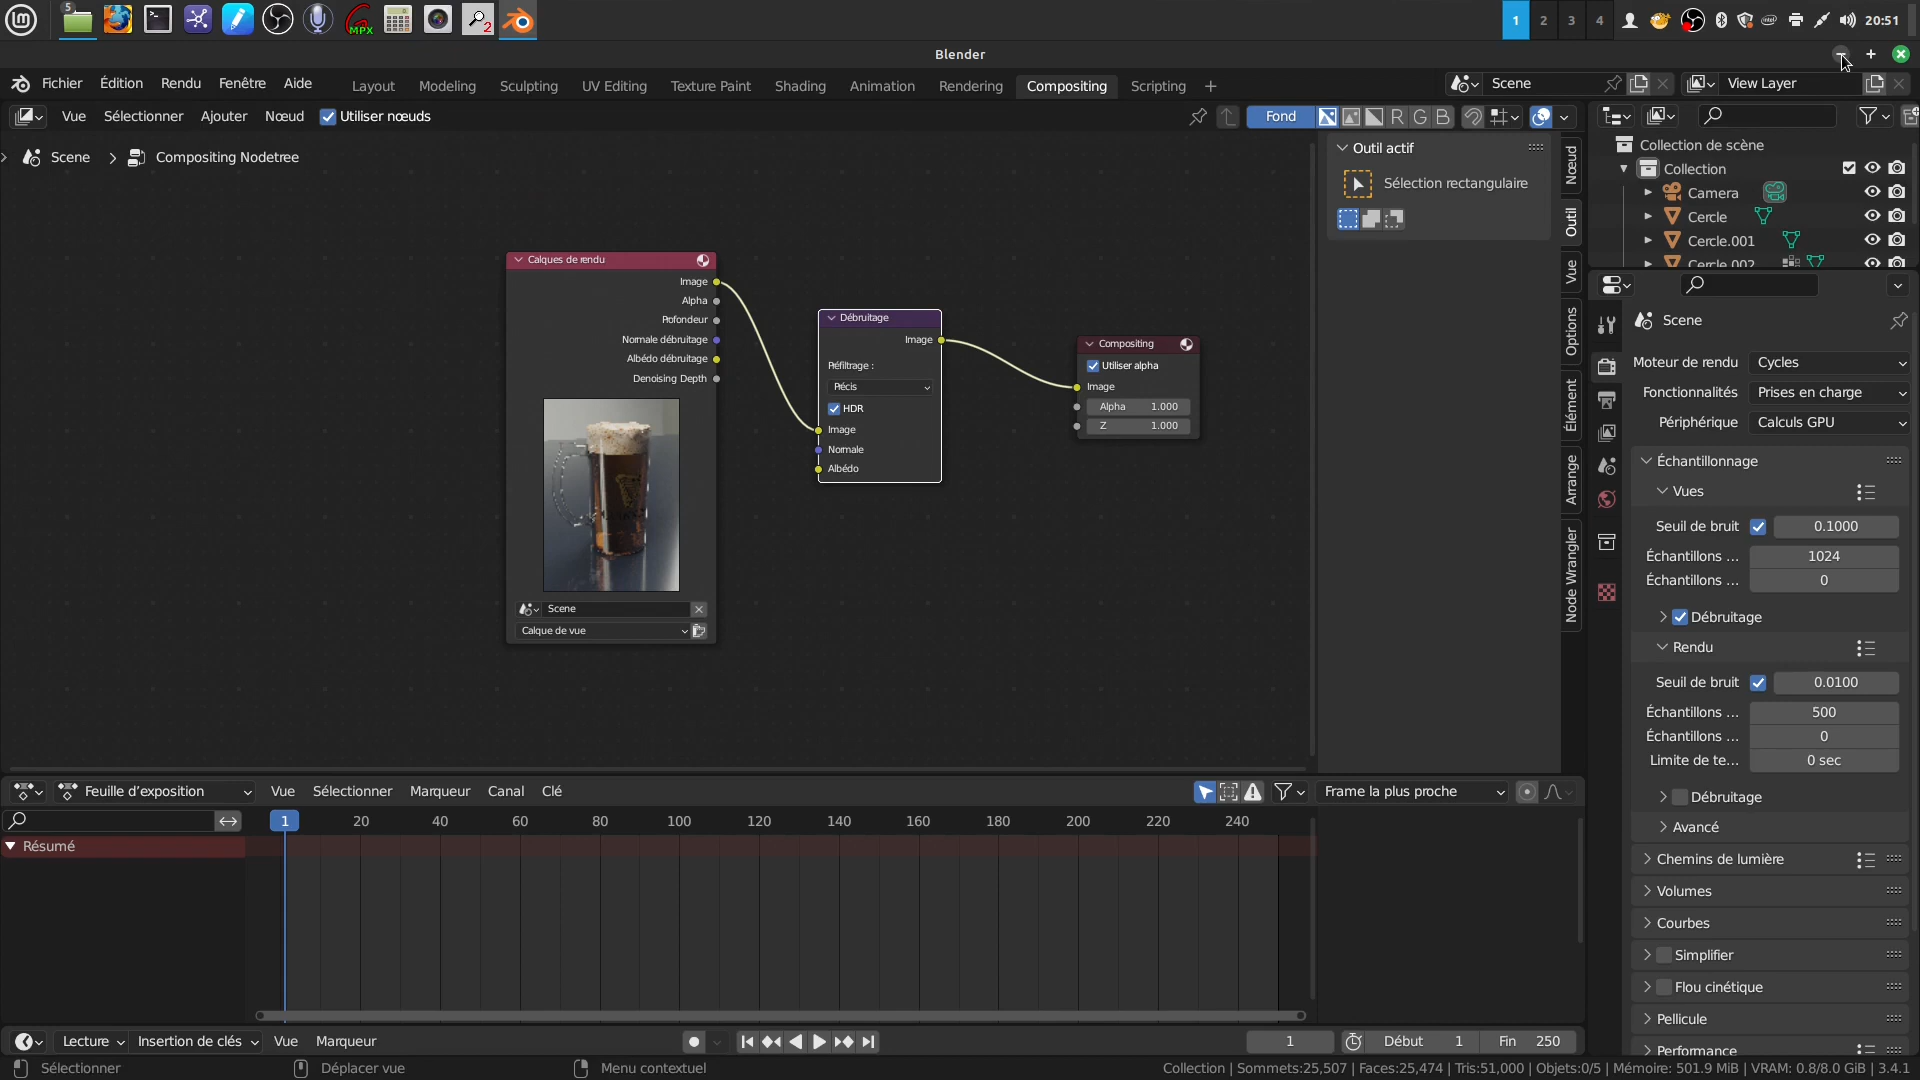 5
MPX
2
1 2 3 4
20:51
Blender
Fichier Édition Rendu Fenêtre Aide
Layout Modeling Sculpting UV Editing Texture Paint Shading Animation Rendering Compositing Scripting +
Scene
View Layer
Vue Sélectionner Ajouter Nœud Utiliser nœuds
Fond
R G B
Scene > Compositing Nodetree
Outil actif
Sélection rectangulaire
Nœud
Outil
Vue
Options
Élément
Arrange
Node Wrangler
Calques de rendu
Image
Alpha
Profondeur
Normale débruitage
Albédo débruitage
Denoising Depth
Scene
Calque de vue
Débruitage
Image
Préfiltrage :
Précis
HDR
Image
Normale
Albédo
Compositing
Utiliser alpha
Image
Alpha 1.000
Z 1.000
Collection de scène
Collection
Camera
Cercle
Cercle.001
Cercle.002
Scene
Moteur de rendu Cycles
Fonctionnalités Prises en charge
Périphérique Calculs GPU
Échantillonnage
Vues
Seuil de bruit 0.1000
Échantillons ... 1024
Échantillons ... 0
Débruitage
Rendu
Seuil de bruit 0.0100
Échantillons ... 500
Échantillons ... 0
Limite de te... 0 sec
Débruitage
Avancé
Chemins de lumière
Volumes
Courbes
Simplifier
Flou cinétique
Pellicule
Performance
Feuille d'exposition Vue Sélectionner Marqueur Canal Clé
Frame la plus proche
1 20 40 60 80 100 120 140 160 180 200 220 240
Résumé
Lecture Insertion de clés Vue Marqueur
1 Début 1 Fin 250
Sélectionner Déplacer vue Menu contextuel
Collection | Sommets:25,507 | Faces:25,474 | Tris:51,000 | Objets:0/5 | Mémoire: 501.9 MiB | VRAM: 0.8/8.0 GiB | 3.4.1